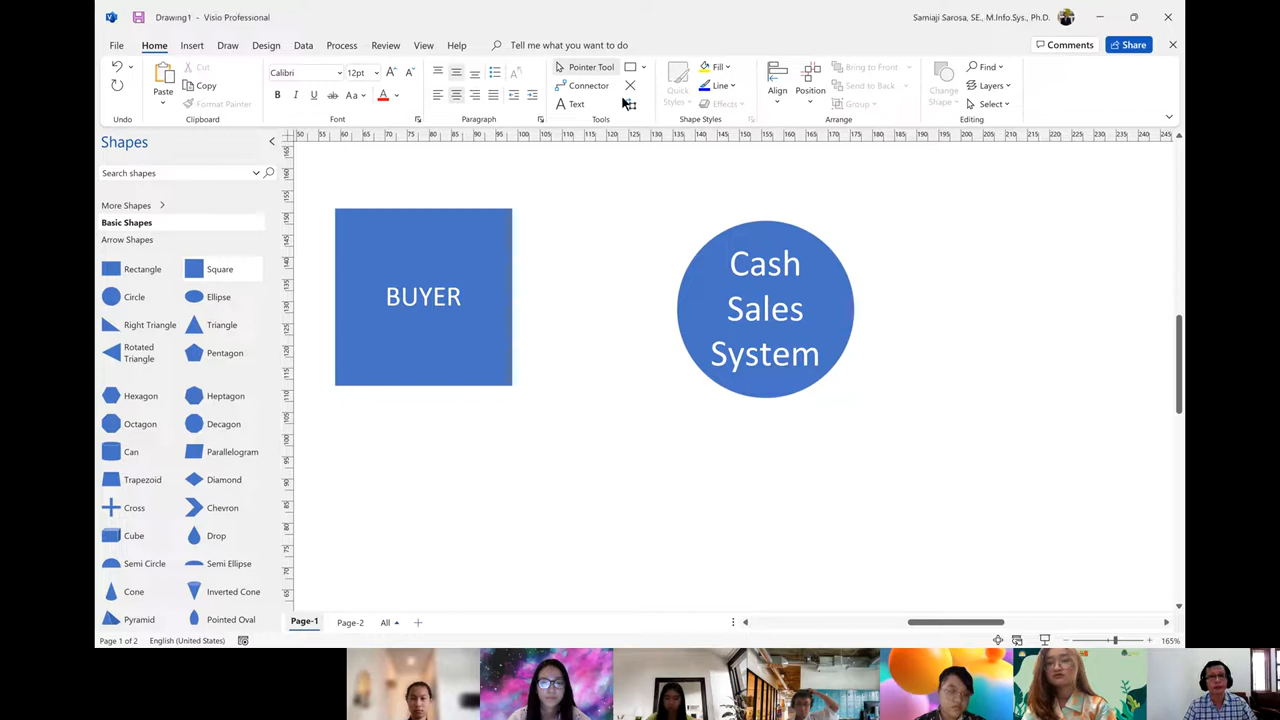 Drawing1 - Visio Professional
Samiaji Sarosa, SE., M.Info.Sys., Ph.D.
File Home Insert Draw Design Data Process Review View Help Tell me what you want to do
Comments Share
Undo
Paste
Cut
Copy
Format Painter
Clipboard
Calibri 12pt
Font
Paragraph
Pointer Tool
Connector
Text
Tools
Quick Styles
Fill
Line
Effects
Shape Styles
Align
Position
Bring to Front
Send to Back
Group
Arrange
Change Shape
Find
Layers
Select
Editing
Shapes
Search shapes
More Shapes
Basic Shapes
Arrow Shapes
Rectangle Square
Circle Ellipse
Right Triangle Triangle
Rotated Triangle Pentagon
Hexagon Heptagon
Octagon Decagon
Can Parallelogram
Trapezoid Diamond
Cross Chevron
Cube Drop
Semi Circle Semi Ellipse
Cone Inverted Cone
Pyramid Pointed Oval
BUYER
Cash
Sales
System
Page-1 Page-2 All
Page 1 of 2 English (United States)
165%